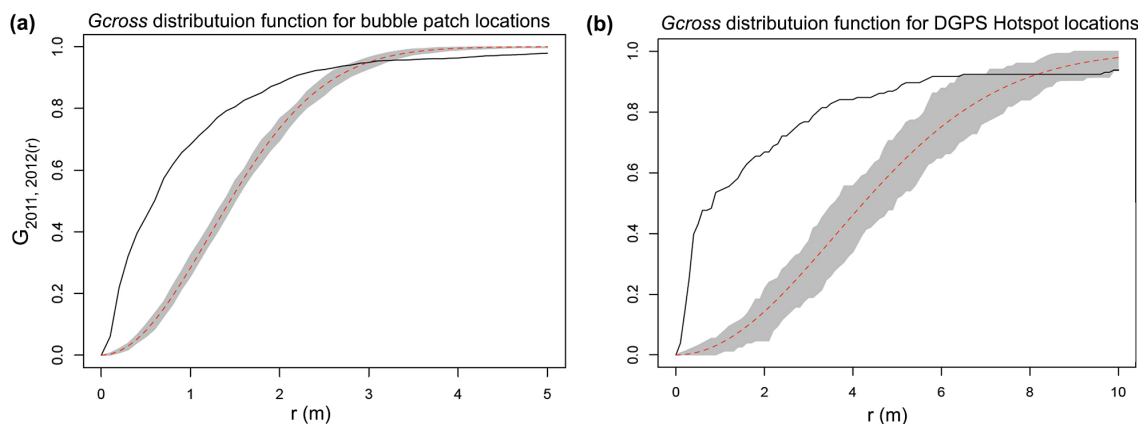 (a) Gcross distributuion function for bubble patch locations
G2011, 2012(r)
1.0
0.8
0.6
0.4
0.2
0.0
0 1 2 3 4 5
r (m)
(b) Gcross distributuion function for DGPS Hotspot locations
1.0
0.8
0.6
0.4
0.2
0.0
0 2 4 6 8 10
r (m)